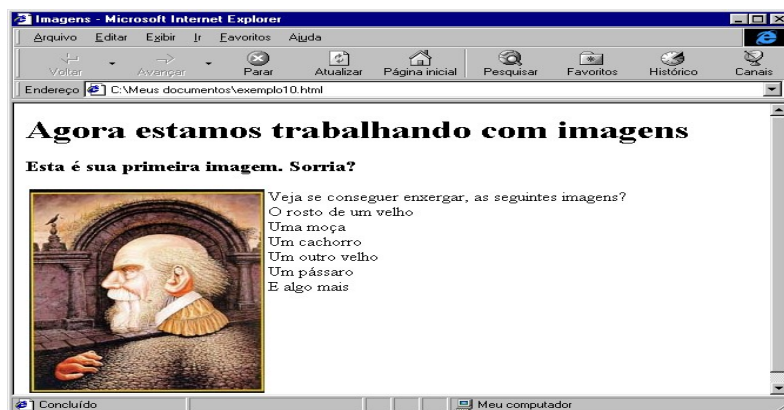 Imagens - Microsoft Internet Explorer
Arquivo Editar Exibir Ir Favoritos Ajuda
Voltar Avançar Parar Atualizar Página inicial Pesquisar Favoritos Histórico Canais
Endereço C:\Meus documentos\exemplo10.html
Agora estamos trabalhando com imagens
Esta é sua primeira imagem. Sorria?
Veja se conseguer enxergar, as seguintes imagens?
O rosto de um velho
Uma moça
Um cachorro
Um outro velho
Um pássaro
E algo mais
Concluído Meu computador